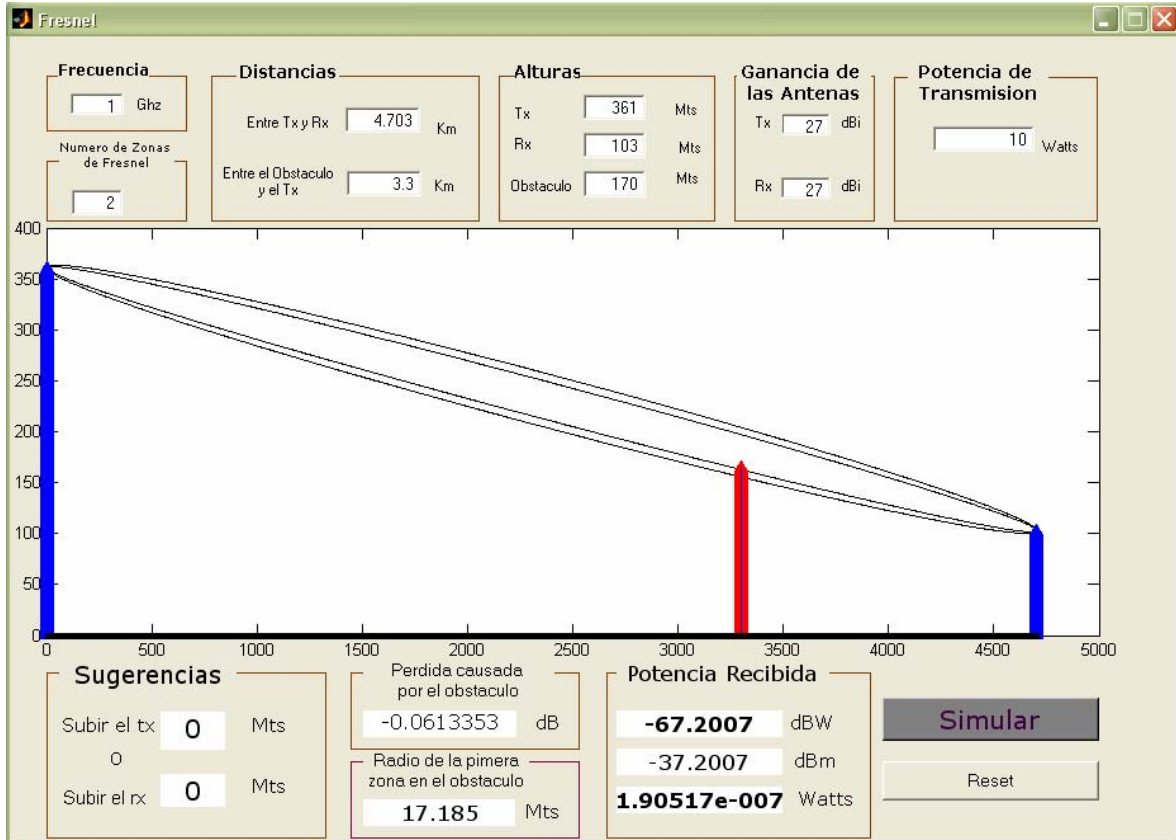 Fresnel
Frecuencia
1 Ghz
Numero de Zonas
de Fresnel
2
Distancias
Entre Tx y Rx 4.703 Km
Entre el Obstaculo
y el Tx 3.3 Km
Alturas
Tx 361 Mts
Rx 103 Mts
Obstaculo 170 Mts
Ganancia de
las Antenas
Tx 27 dBi
Rx 27 dBi
Potencia de
Transmision
10 Watts
400
350
300
250
200
150
100
50
0
0 500 1000 1500 2000 2500 3000 3500 4000 4500 5000
Sugerencias
Subir el tx 0 Mts
O
Subir el rx 0 Mts
Perdida causada
por el obstaculo
-0.0613353 dB
Radio de la pimera
zona en el obstaculo
17.185 Mts
Potencia Recibida
-67.2007 dBW
-37.2007 dBm
1.90517e-007 Watts
Simular
Reset